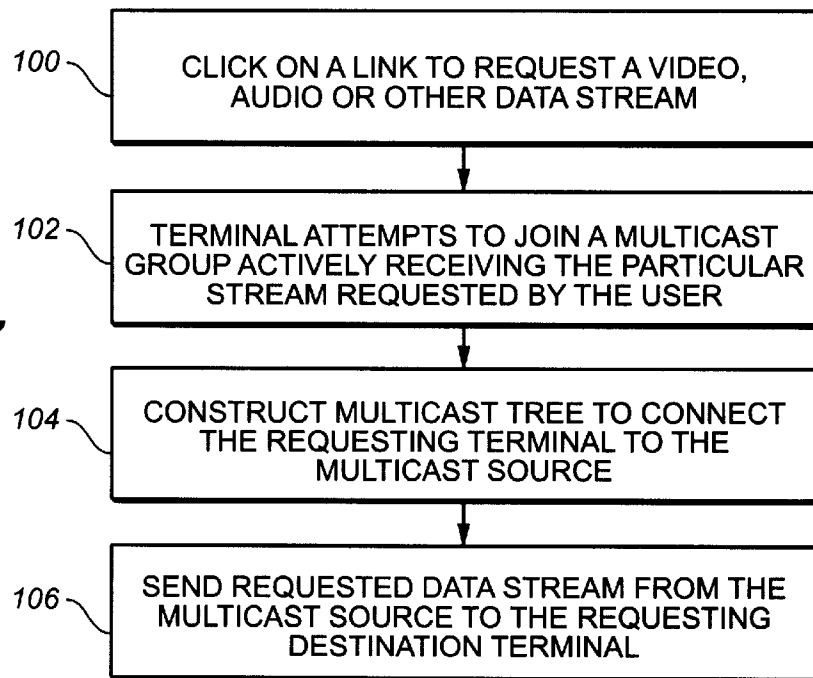 100
CLICK ON A LINK TO REQUEST A VIDEO,
AUDIO OR OTHER DATA STREAM
102
TERMINAL ATTEMPTS TO JOIN A MULTICAST
GROUP ACTIVELY RECEIVING THE PARTICULAR
STREAM REQUESTED BY THE USER
104
CONSTRUCT MULTICAST TREE TO CONNECT
THE REQUESTING TERMINAL TO THE
MULTICAST SOURCE
106
SEND REQUESTED DATA STREAM FROM THE
MULTICAST SOURCE TO THE REQUESTING
DESTINATION TERMINAL